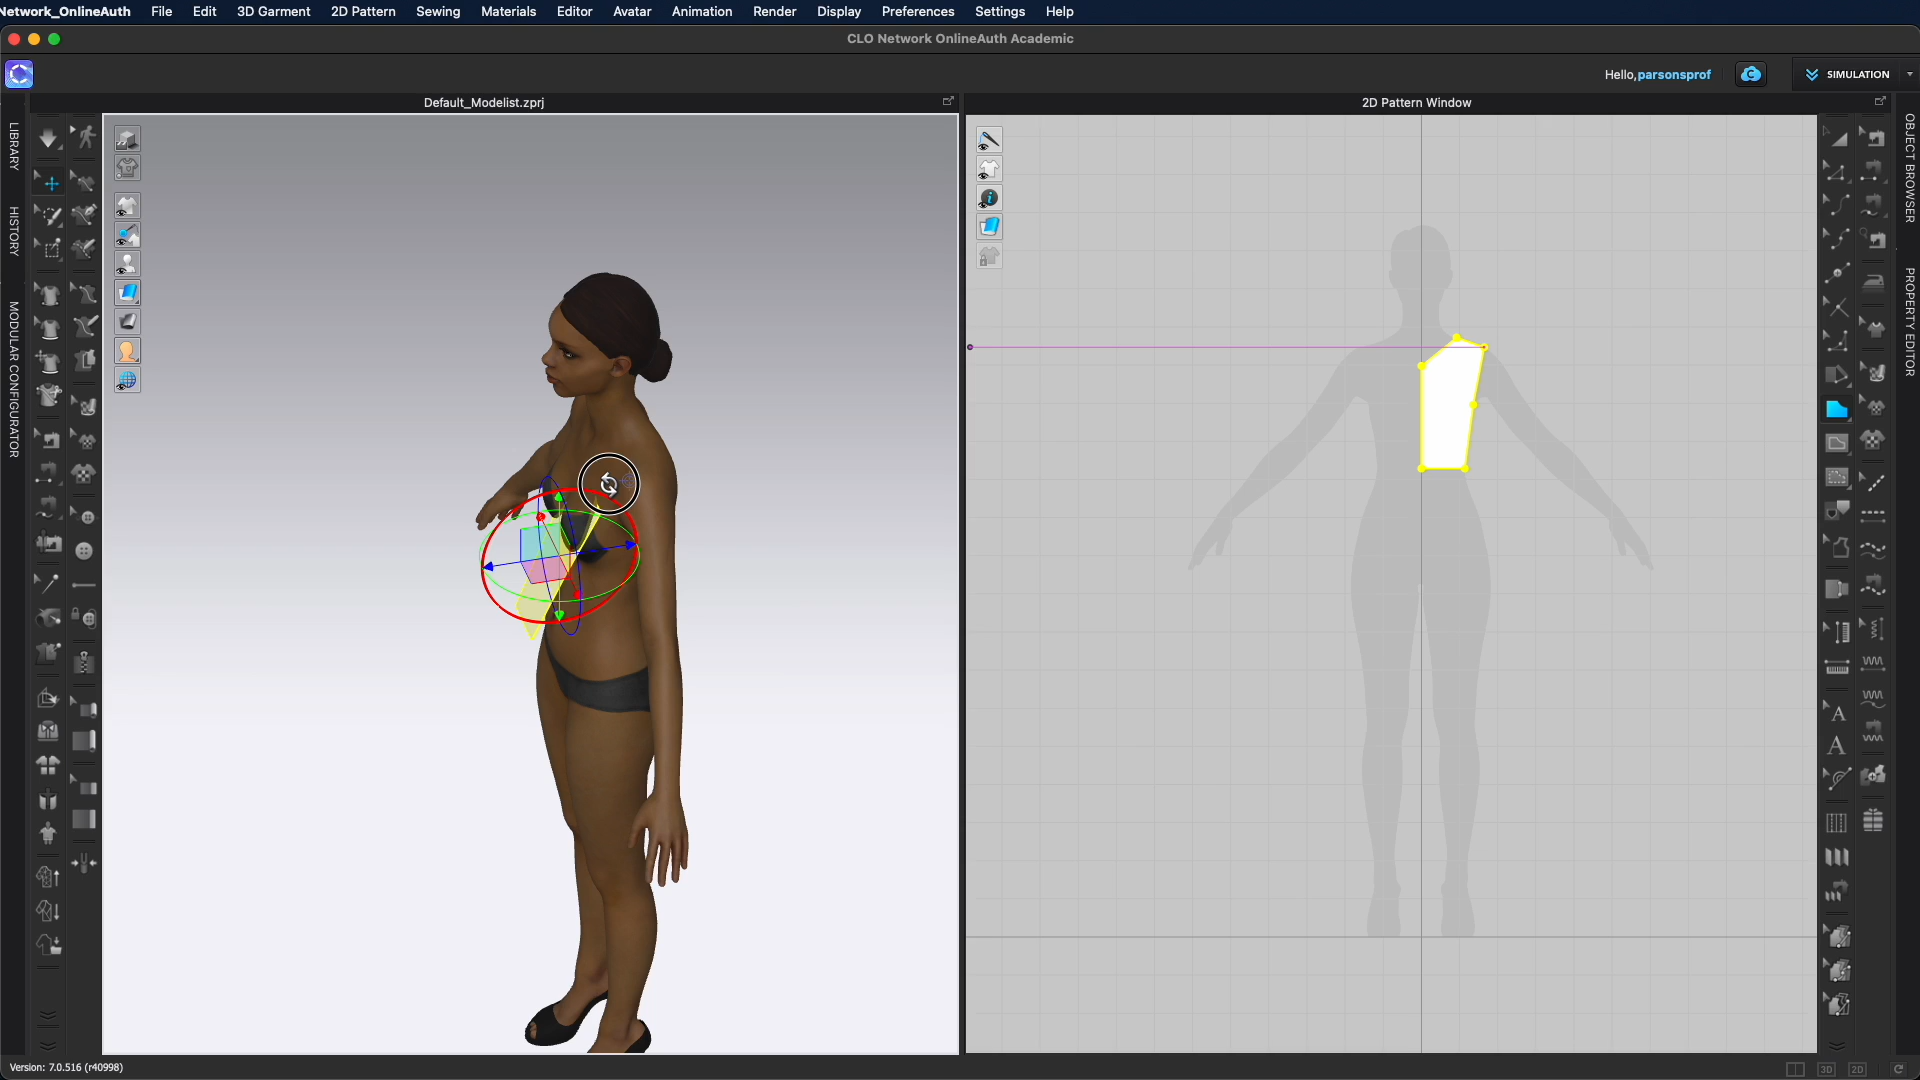 Network_OnlineAuth File Edit 3D Garment 2D Pattern Sewing Materials Editor Avatar Animation Render Display Preferences Settings Help
CLO Network OnlineAuth Academic
Hello,parsonsprof
SIMULATION
Default_Modelist.zprj
2D Pattern Window
LIBRARY
HISTORY
MODULAR CONFIGURATOR
OBJECT BROWSER
PROPERTY EDITOR
Version: 7.0.516 (r40998)
3D 2D